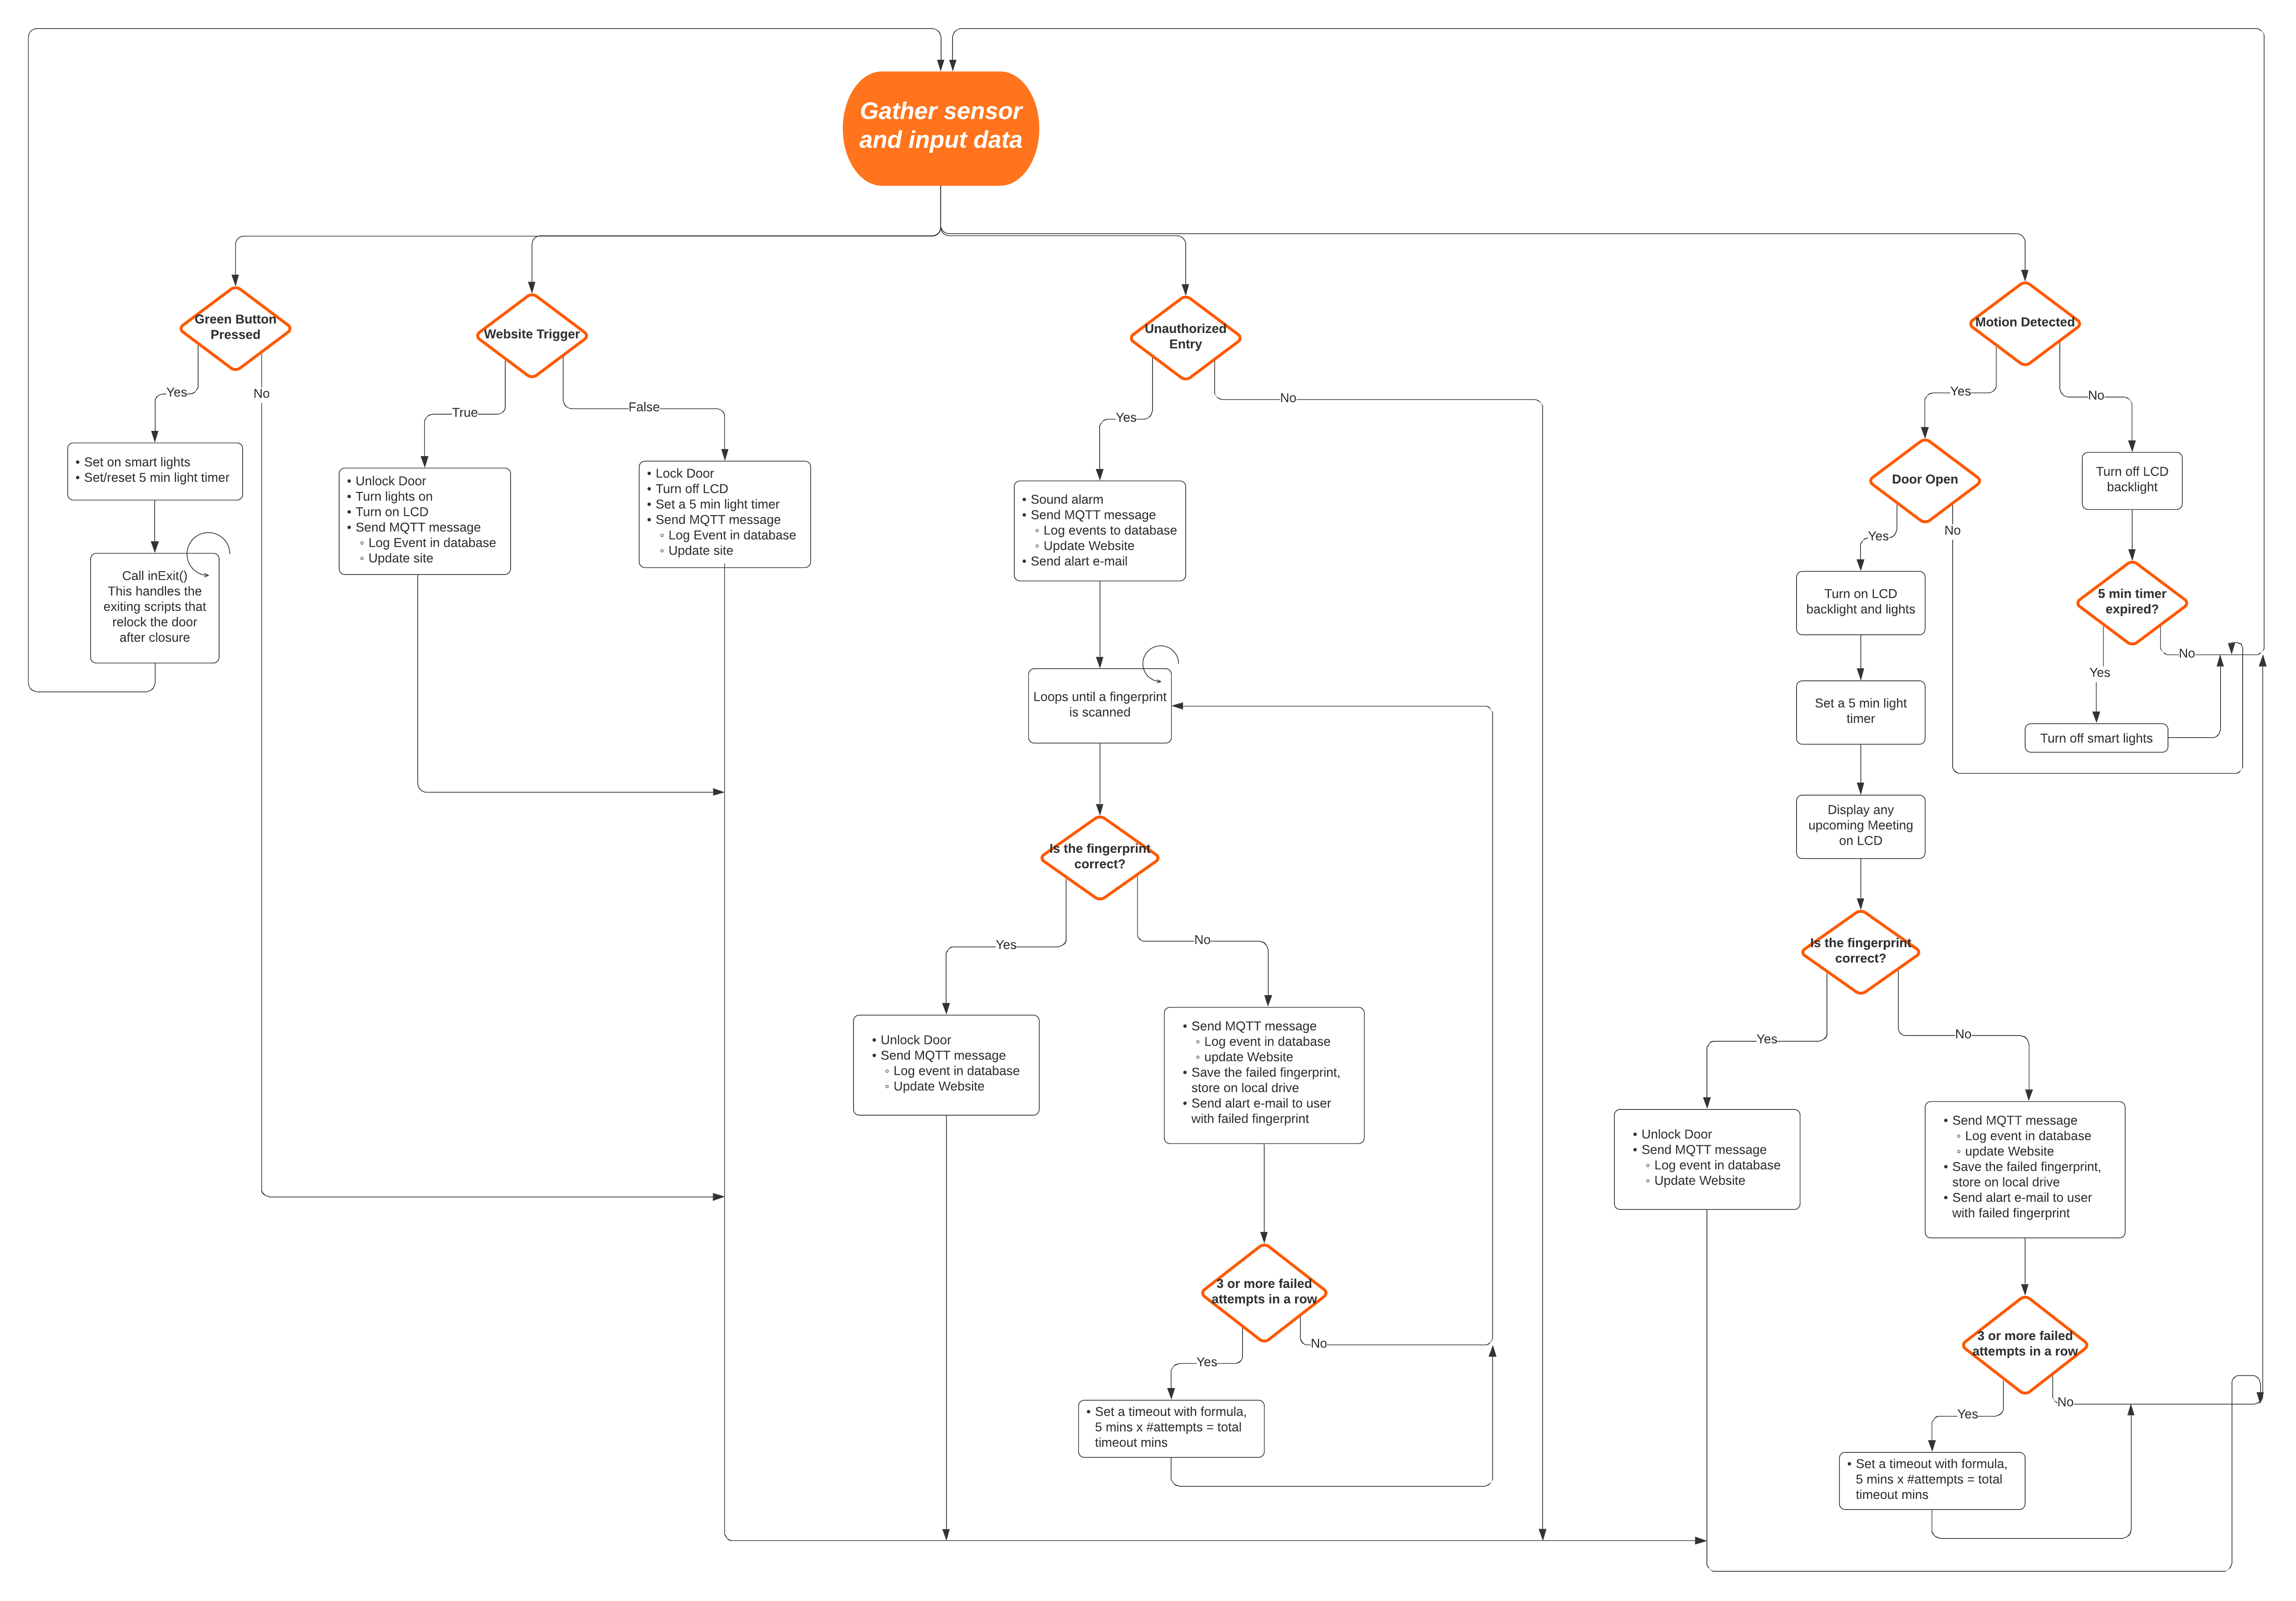 Gather sensor
and input data
Green Button
Pressed
Yes
No
• Set on smart lights
• Set/reset 5 min light timer
Call inExit()
This handles the
exiting scripts that
relock the door
after closure
Website Trigger
True
False
• Unlock Door
• Turn lights on
• Turn on LCD
• Send MQTT message
◦ Log Event in database
◦ Update site
• Lock Door
• Turn off LCD
• Set a 5 min light timer
• Send MQTT message
◦ Log Event in database
◦ Update site
Unauthorized
Entry
Yes
No
• Sound alarm
• Send MQTT message
◦ Log events to database
◦ Update Website
• Send alart e-mail
Loops until a fingerprint
is scanned
Is the fingerprint
correct?
Yes
No
• Unlock Door
• Send MQTT message
◦ Log event in database
◦ Update Website
• Send MQTT message
◦ Log event in database
◦ update Website
• Save the failed fingerprint,
store on local drive
• Send alart e-mail to user
with failed fingerprint
3 or more failed
attempts in a row
Yes
No
• Set a timeout with formula,
5 mins x #attempts = total
timeout mins
Motion Detected
Yes
No
Door Open
Yes
No
Turn off LCD
backlight
5 min timer
expired?
No
Yes
Turn off smart lights
Turn on LCD
backlight and lights
Set a 5 min light
timer
Display any
upcoming Meeting
on LCD
Is the fingerprint
correct?
Yes
No
• Unlock Door
• Send MQTT message
◦ Log event in database
◦ Update Website
• Send MQTT message
◦ Log event in database
◦ update Website
• Save the failed fingerprint,
store on local drive
• Send alart e-mail to user
with failed fingerprint
3 or more failed
attempts in a row
Yes
No
• Set a timeout with formula,
5 mins x #attempts = total
timeout mins